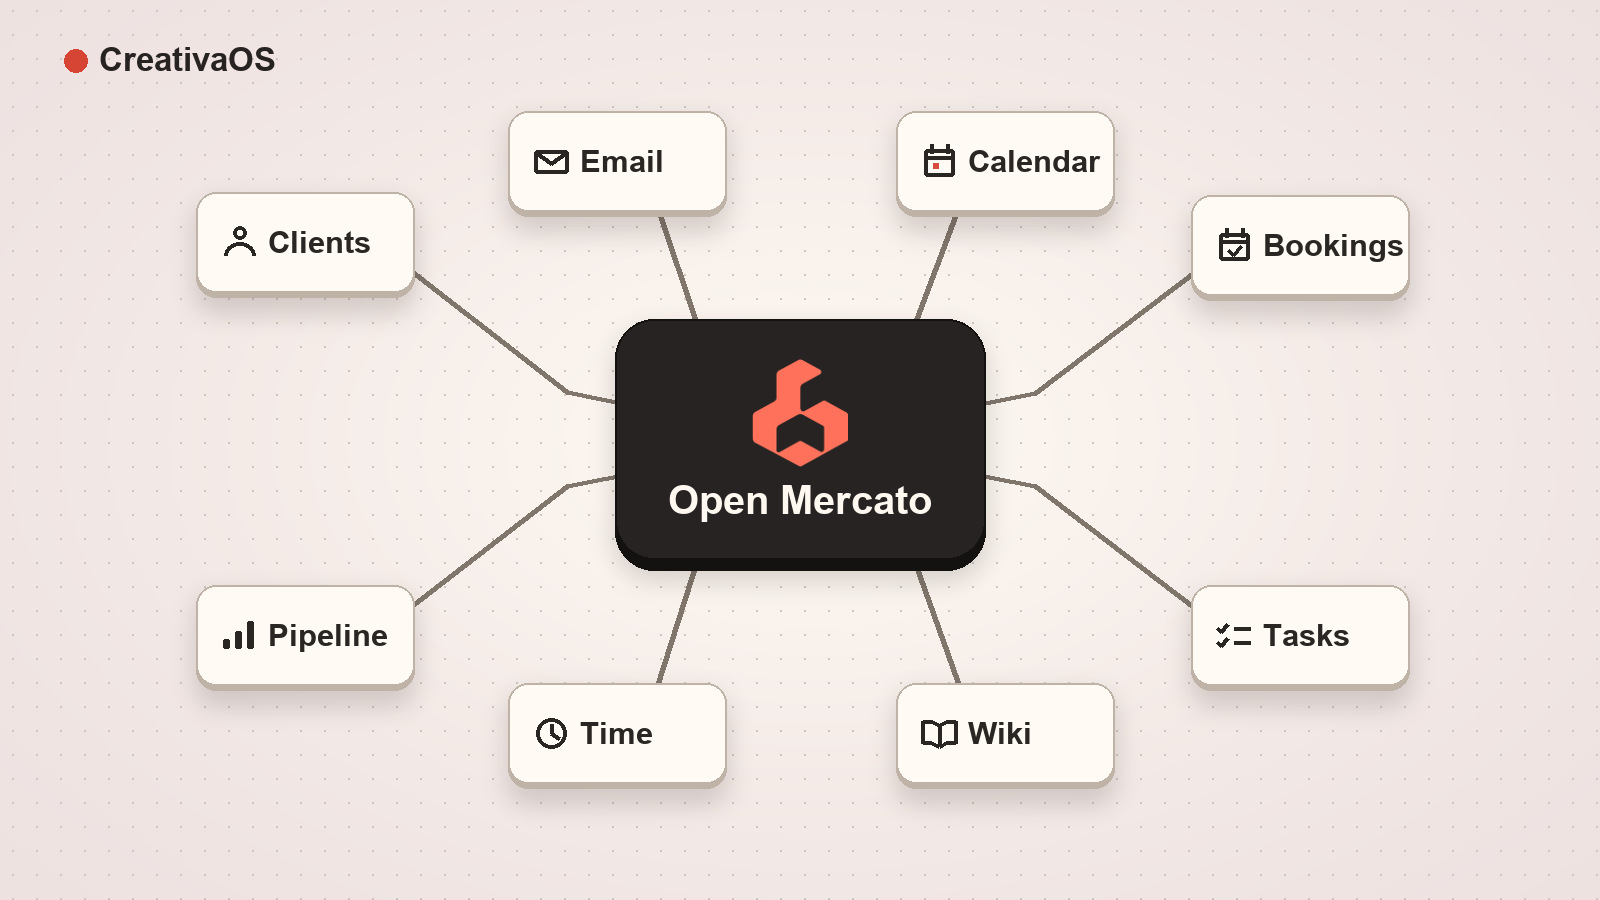 CreativaOS
Email
Calendar
Clients
Bookings
Open Mercato
Pipeline
Tasks
Time
Wiki